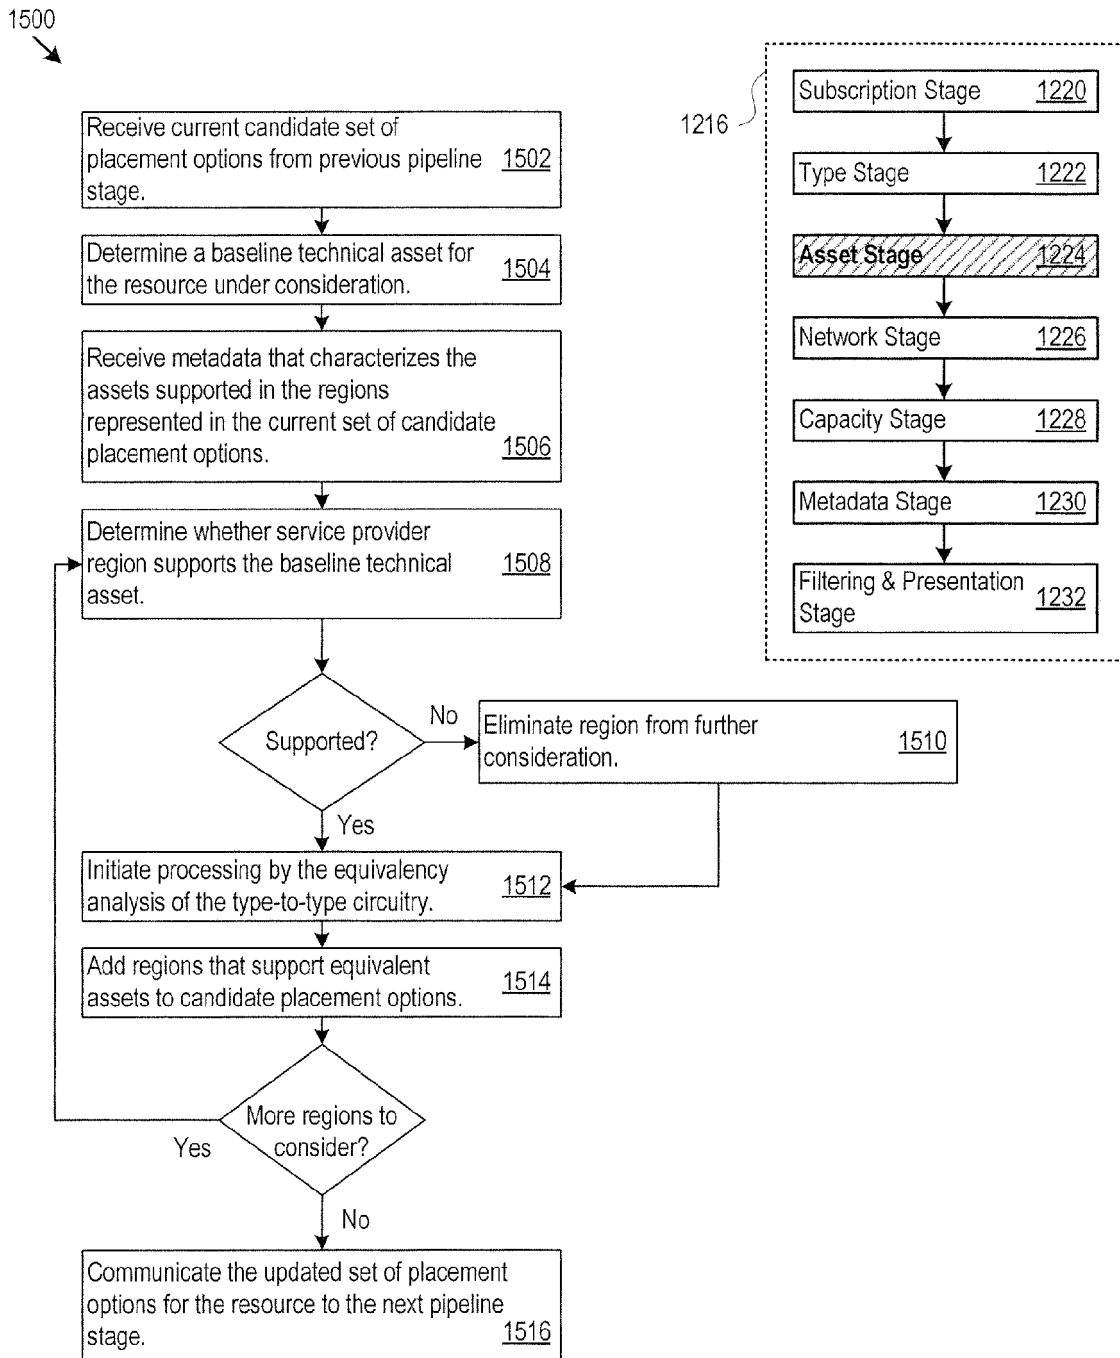 1500
Receive current candidate set of
placement options from previous pipeline
stage.
1502
Determine a baseline technical asset for
the resource under consideration.
1504
Receive metadata that characterizes the
assets supported in the regions
represented in the current set of candidate
placement options.
1506
Determine whether service provider
region supports the baseline technical
asset.
1508
Supported?
No
Eliminate region from further
consideration.
1510
Yes
Initiate processing by the equivalency
analysis of the type-to-type circuitry.
1512
Add regions that support equivalent
assets to candidate placement options.
1514
More regions to
consider?
Yes
No
Communicate the updated set of placement
options for the resource to the next pipeline
stage.
1516
1216
Subscription Stage 1220
Type Stage 1222
Asset Stage 1224
Network Stage 1226
Capacity Stage 1228
Metadata Stage 1230
Filtering & Presentation
Stage
1232